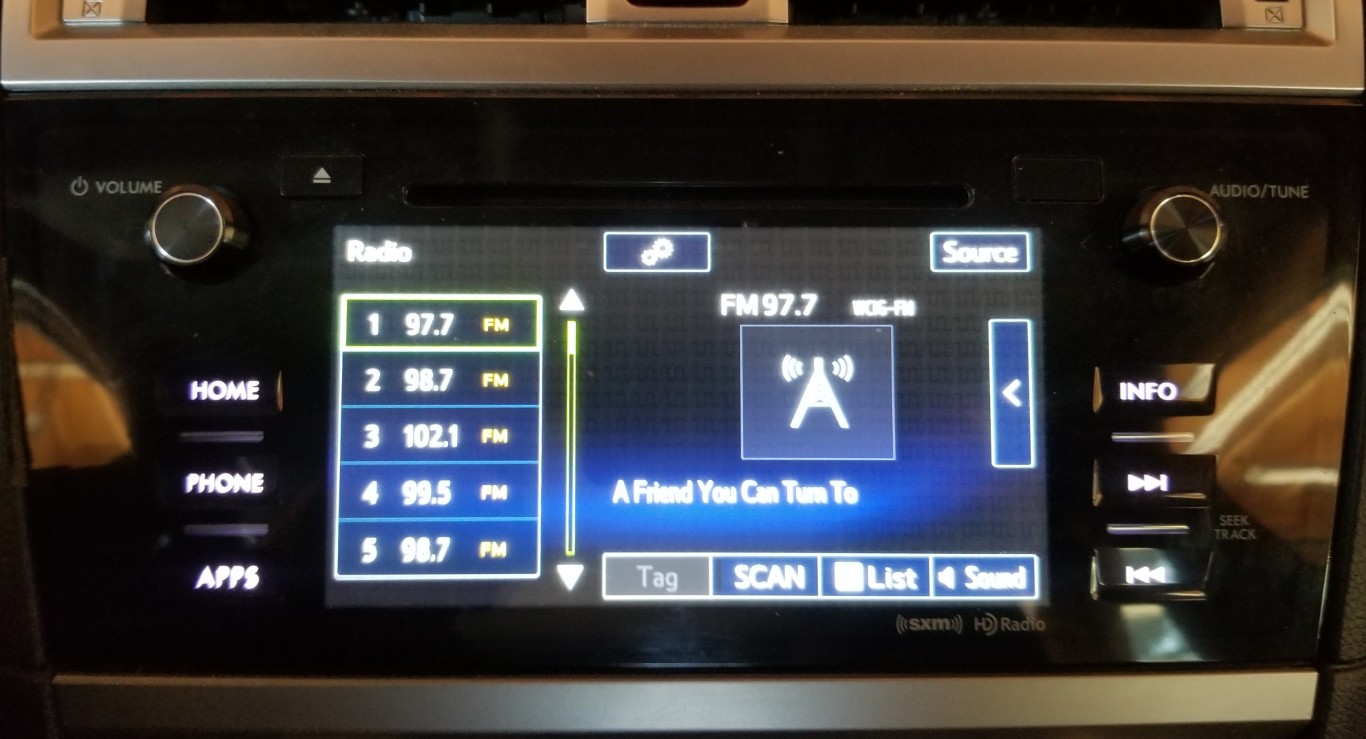 VOLUME
AUDIO/TUNE
Radio
Source
FM 97.7 WCIG-FM
1 97.7 FM
2 98.7 FM
3 102.1 FM
4 99.5 FM
5 98.7 FM
A Friend You Can Turn To
Tag SCAN List Sound
HOME
PHONE
APPS
INFO
SEEK
TRACK
sxm HD Radio